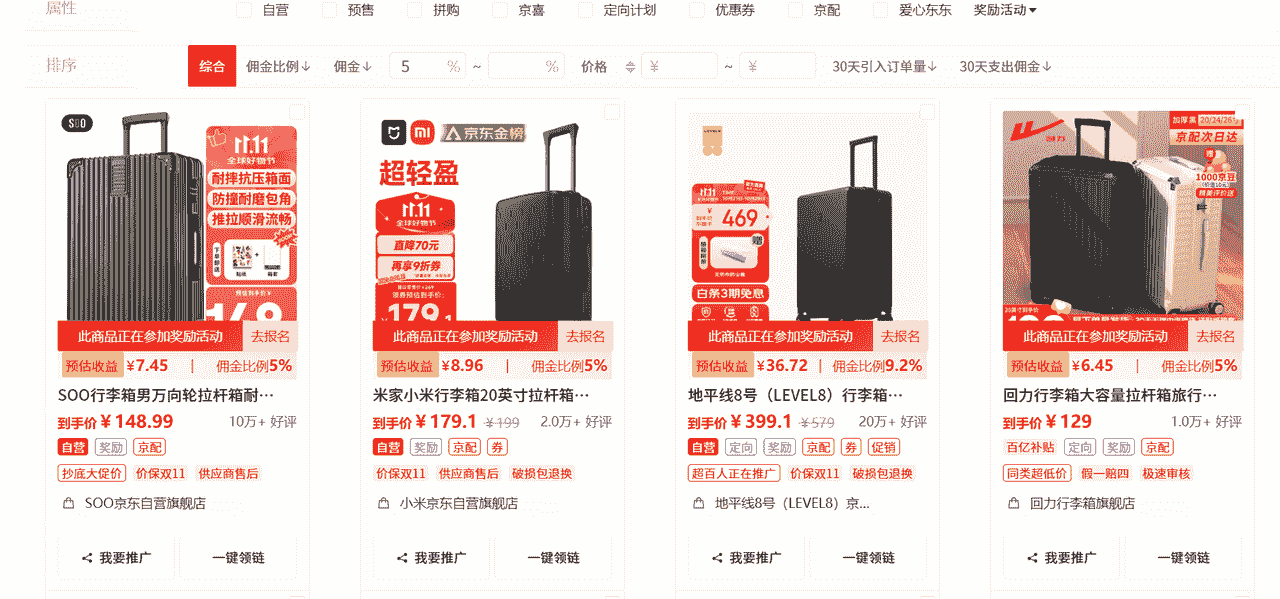 属性
自营 预售 拼购 京喜 定向计划 优惠券 京配 爱心东东 奖励活动
排序 综合 佣金比例↓ 佣金↓ 5 % ~ % 价格 ¥ ~ ¥ 30天引入订单量↓ 30天支出佣金↓
11.11
全球好物节
耐摔抗压箱面
防撞耐磨包角
推拉顺滑流畅
此商品正在参加奖励活动 去报名
预估收益 ¥7.45 | 佣金比例5%
SOO行李箱男万向轮拉杆箱耐···
到手价 ¥148.99 10万+ 好评
自营 奖励 京配
抄底大促价 价保双11 供应商售后
SOO京东自营旗舰店
我要推广 一键领链
京东金榜
超轻盈
11.11
全球好物节
直降70元
再享9折券
179.1
此商品正在参加奖励活动 去报名
预估收益 ¥8.96 | 佣金比例5%
米家小米行李箱20英寸拉杆箱···
到手价 ¥179.1 ¥199 2.0万+ 好评
自营 奖励 京配 券
价保双11 供应商售后 破损包退换
小米京东自营旗舰店
我要推广 一键领链
11.11
469
白条3期免息
此商品正在参加奖励活动 去报名
预估收益 ¥36.72 | 佣金比例9.2%
地平线8号（LEVEL8）行李箱···
到手价 ¥399.1 ¥579 20万+ 好评
自营 定向 奖励 京配 券 促销
超百人正在推广 价保双11 破损包退换
地平线8号（LEVEL8）京...
我要推广 一键领链
回力
加厚黑 20/24/26寸
京配次日达
1000京豆
此商品正在参加奖励活动 去报名
预估收益 ¥6.45 | 佣金比例5%
回力行李箱大容量拉杆箱旅行···
到手价 ¥129 1.0万+ 好评
百亿补贴 定向 奖励 京配
同类超低价 假一赔四 极速审核
回力行李箱旗舰店
我要推广 一键领链